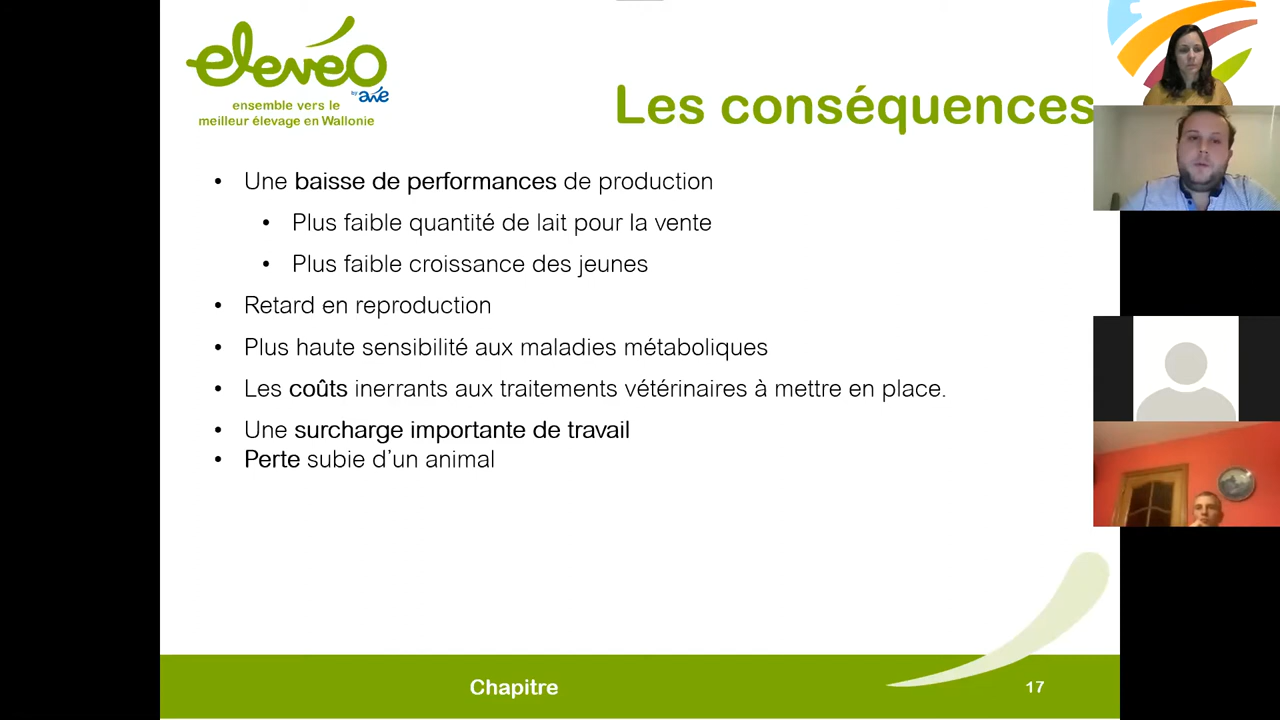 elevéo
by awé
ensemble vers le
meilleur élevage en Wallonie
Les conséquences
• Une baisse de performances de production
• Plus faible quantité de lait pour la vente
• Plus faible croissance des jeunes
• Retard en reproduction
• Plus haute sensibilité aux maladies métaboliques
• Les coûts inerrants aux traitements vétérinaires à mettre en place.
• Une surcharge importante de travail
• Perte subie d’un animal
Chapitre
17